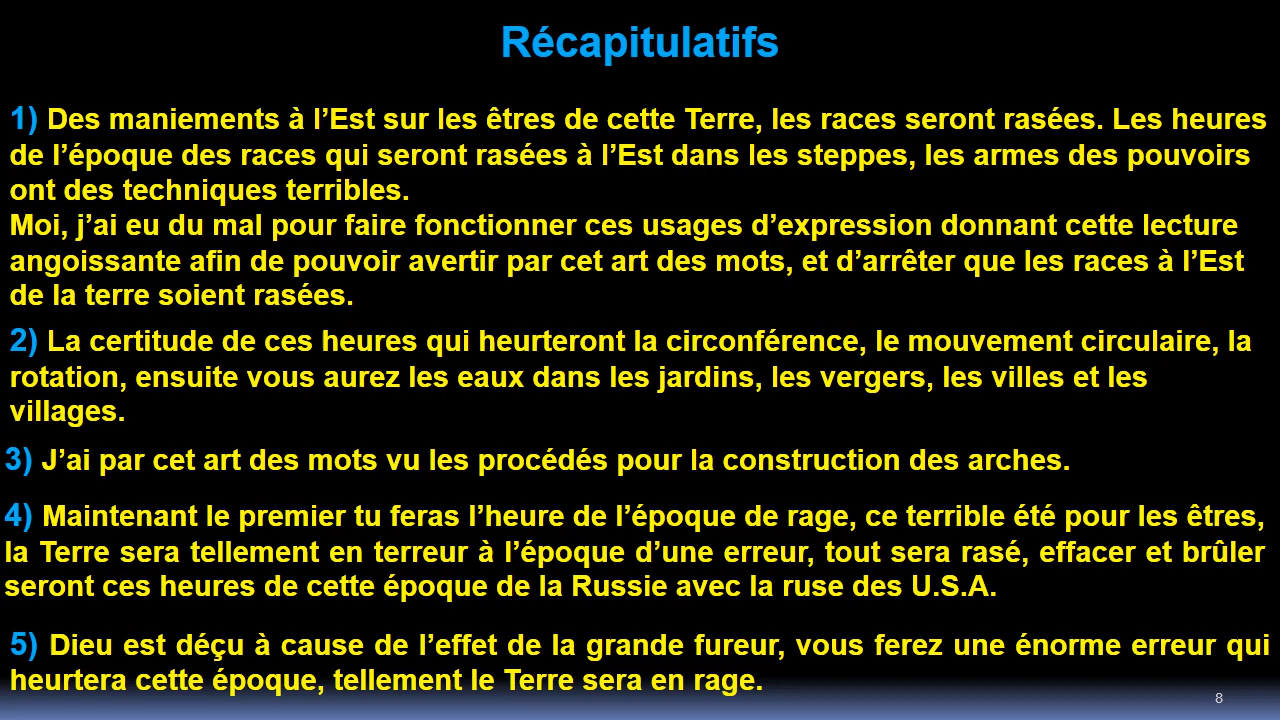 Récapitulatifs
1) Des maniements à l’Est sur les êtres de cette Terre, les races seront rasées. Les heures
de l’époque des races qui seront rasées à l’Est dans les steppes, les armes des pouvoirs
ont des techniques terribles.
Moi, j’ai eu du mal pour faire fonctionner ces usages d’expression donnant cette lecture
angoissante afin de pouvoir avertir par cet art des mots, et d’arrêter que les races à l’Est
de la terre soient rasées.
2) La certitude de ces heures qui heurteront la circonférence, le mouvement circulaire, la
rotation, ensuite vous aurez les eaux dans les jardins, les vergers, les villes et les
villages.
3) J’ai par cet art des mots vu les procédés pour la construction des arches.
4) Maintenant le premier tu feras l’heure de l’époque de rage, ce terrible été pour les êtres,
la Terre sera tellement en terreur à l’époque d’une erreur, tout sera rasé, effacer et brûler
seront ces heures de cette époque de la Russie avec la ruse des U.S.A.
5) Dieu est déçu à cause de l’effet de la grande fureur, vous ferez une énorme erreur qui
heurtera cette époque, tellement le Terre sera en rage.
8